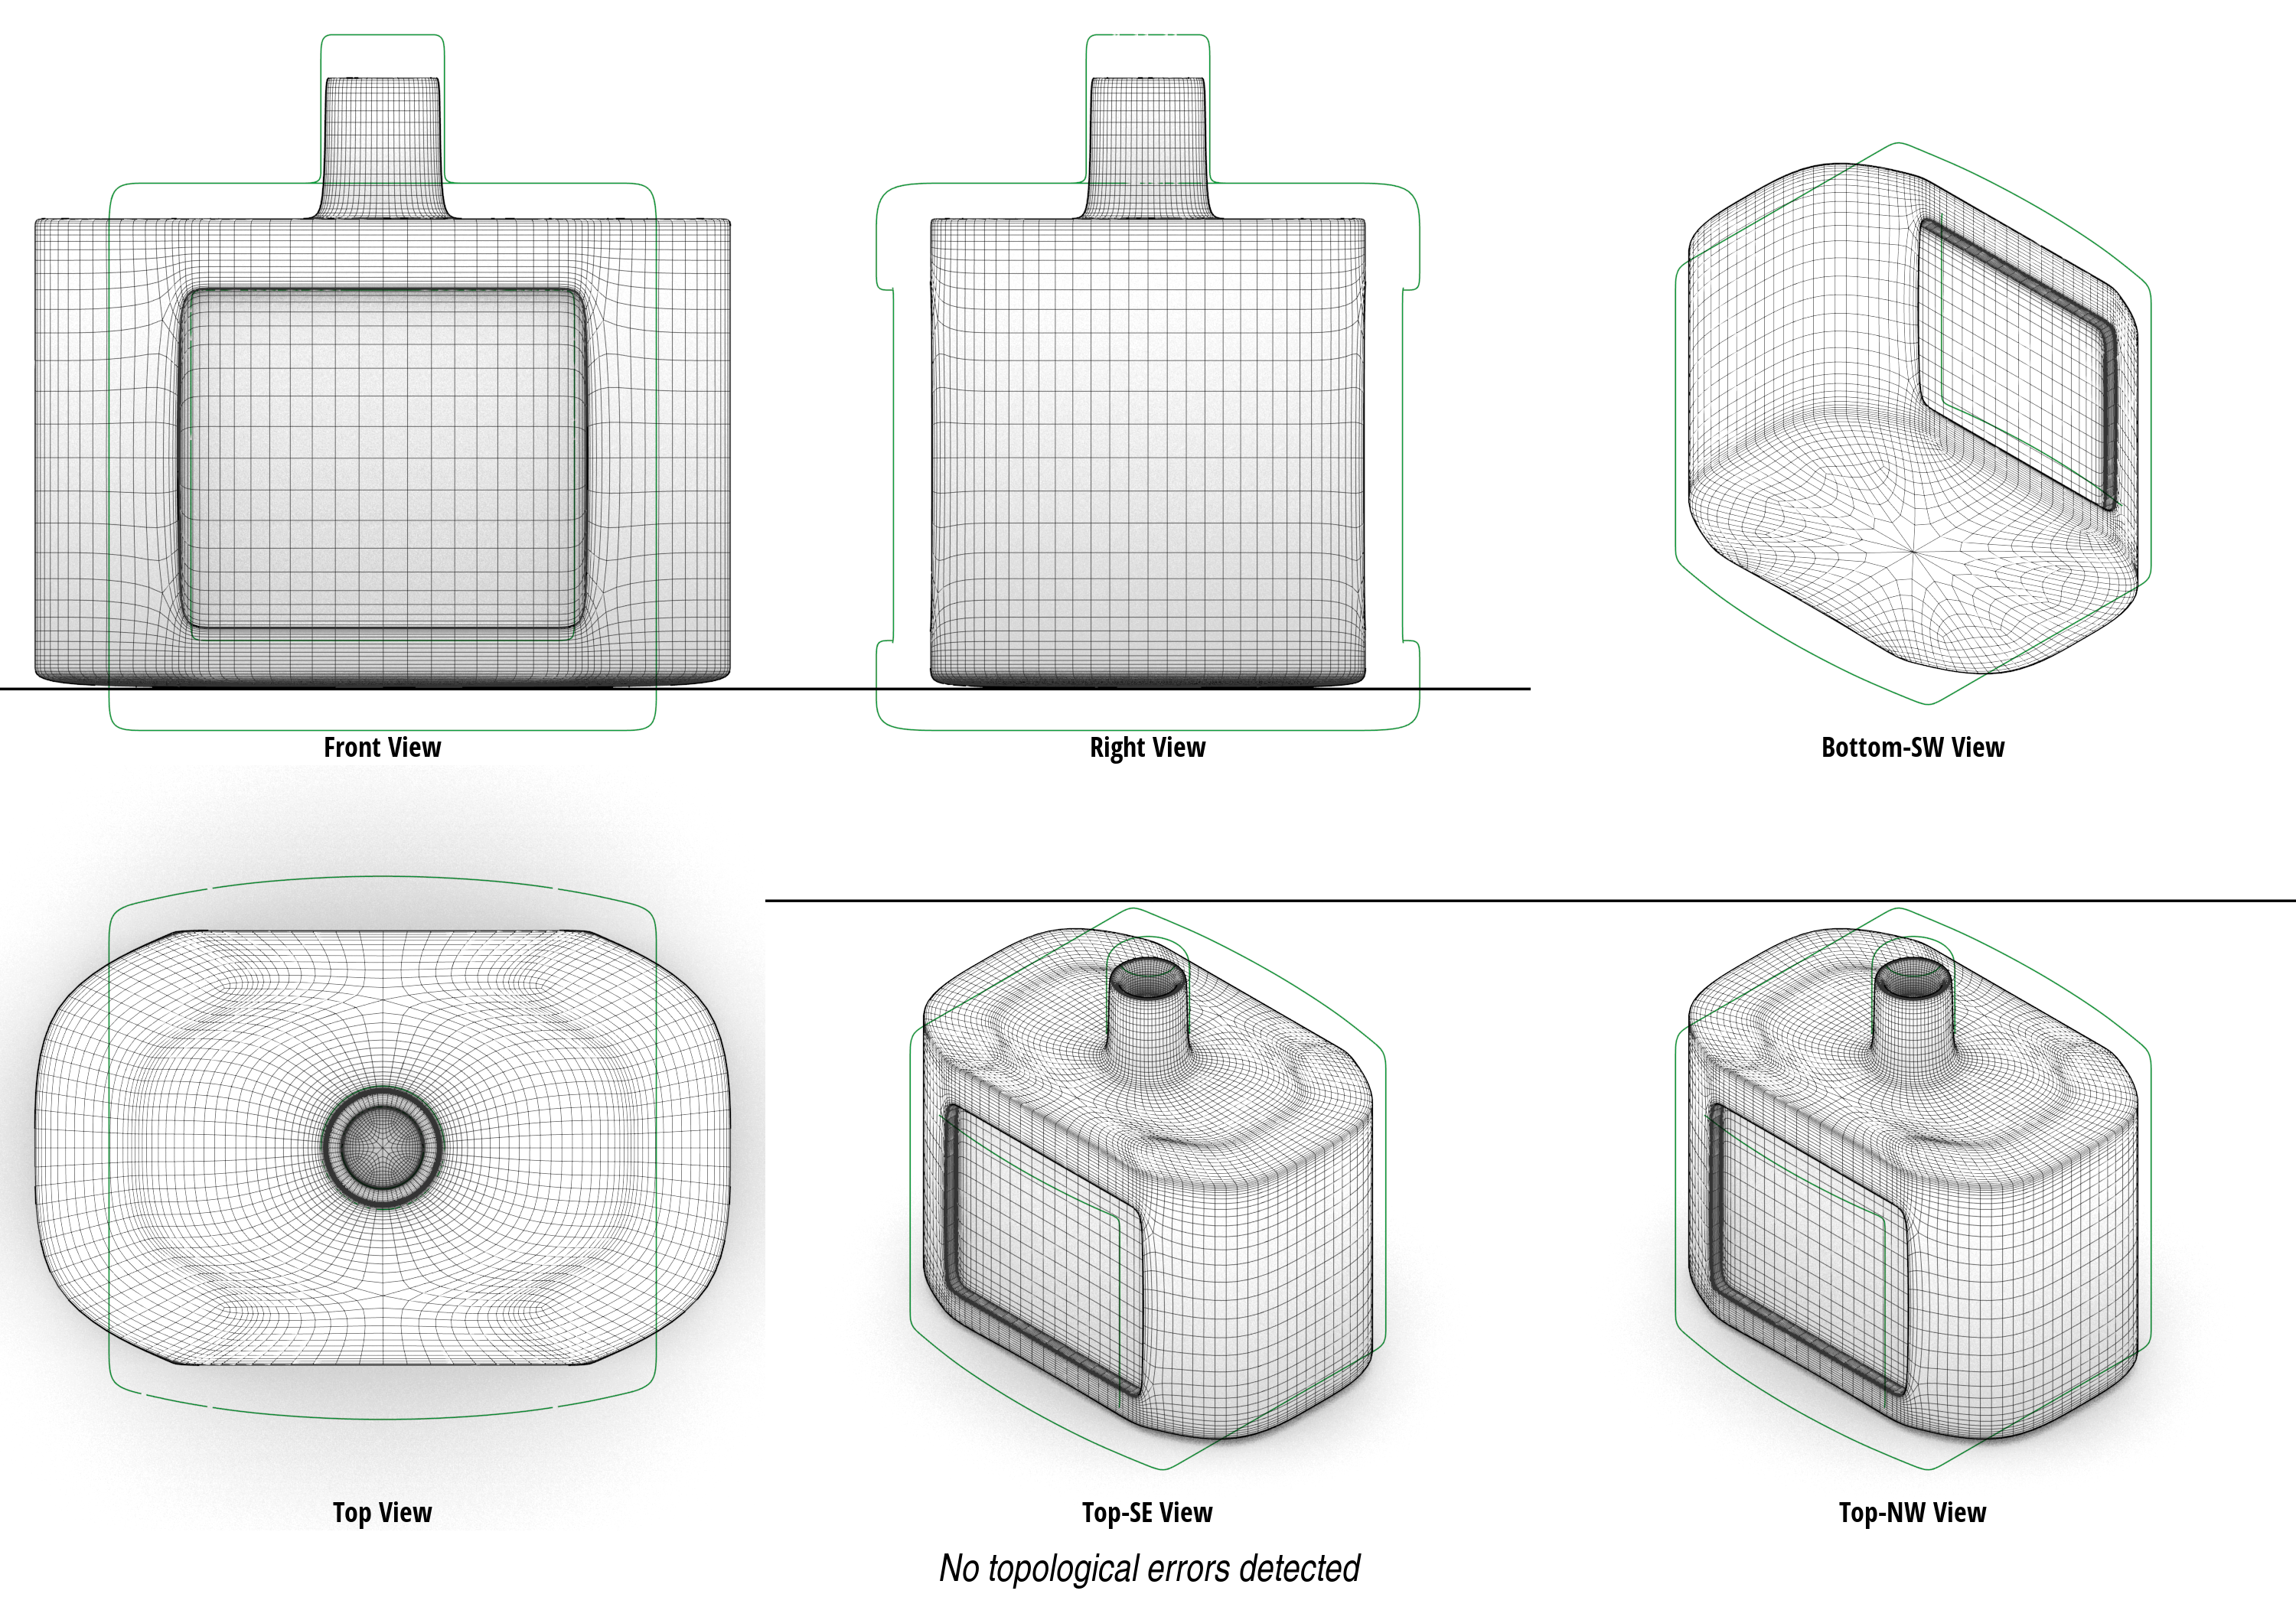 Front View
Right View
Bottom-SW View
Top View
Top-SE View
Top-NW View
No topological errors detected